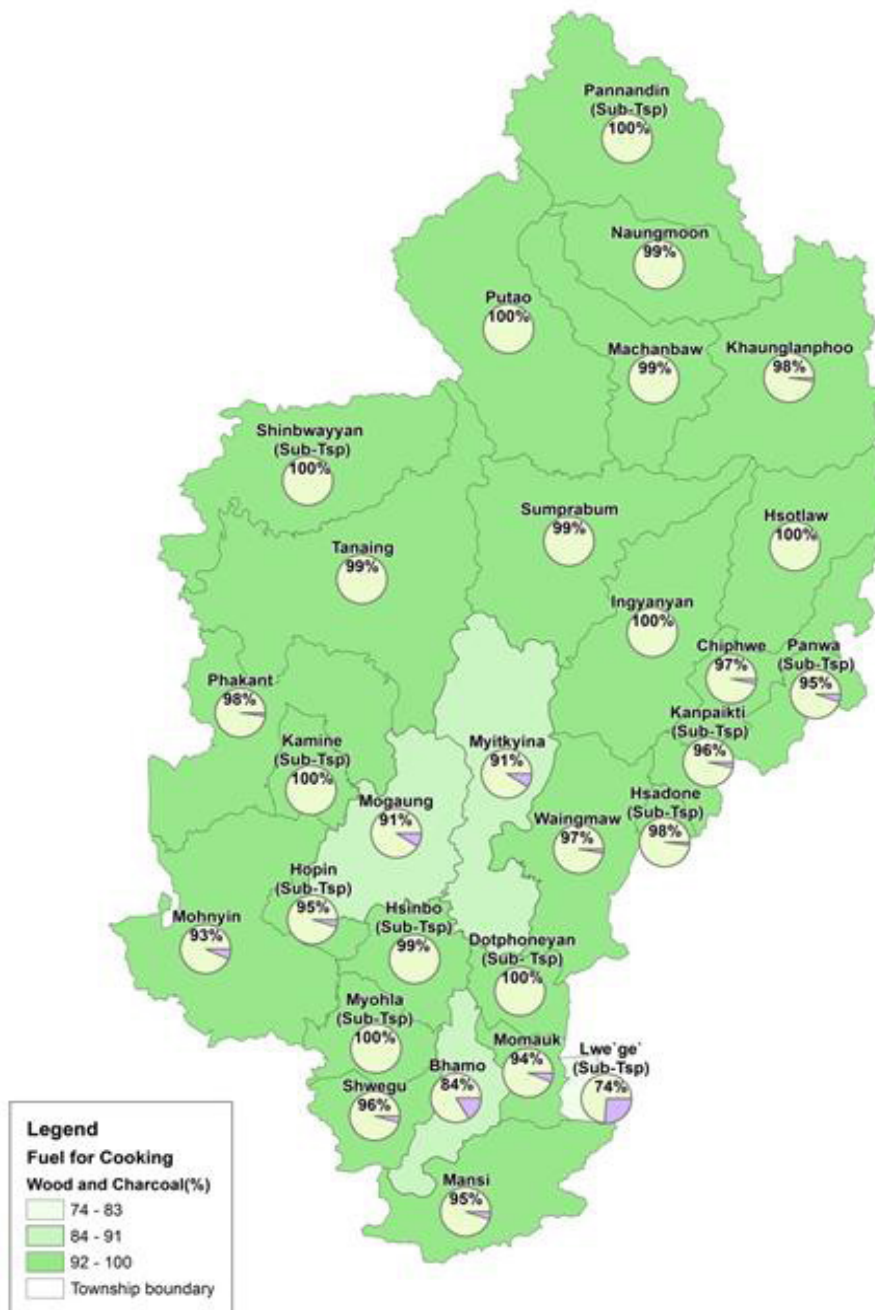 Pannandin
(Sub-Tsp)
100%
Naungmoon
99%
Putao
100%
Machanbaw
99%
Khaunglanphoo
98%
Shinbwayyan
(Sub-Tsp)
100%
Sumprabum
99%
Hsotlaw
100%
Tanaing
99%
Ingyanyan
100%
Chiphwe
97%
Panwa
(Sub-Tsp)
95%
Phakant
98%
Kanpaikti
(Sub-Tsp)
96%
Kamine
(Sub-Tsp)
100%
Myitkyina
91%
Mogaung
91%
Waingmaw
97%
Hsadone
(Sub-Tsp)
98%
Hopin
(Sub-Tsp)
95%
Mohnyin
93%
Hsinbo
(Sub-Tsp)
99%
Dotphoneyan
(Sub- Tsp)
100%
Myohla
(Sub-Tsp)
100%
Momauk
94%
Lwe`ge`
(Sub-Tsp)
74%
Bhamo
84%
Shwegu
96%
Mansi
95%
Legend
Fuel for Cooking
Wood and Charcoal(%)
74 - 83
84 - 91
92 - 100
Township boundary